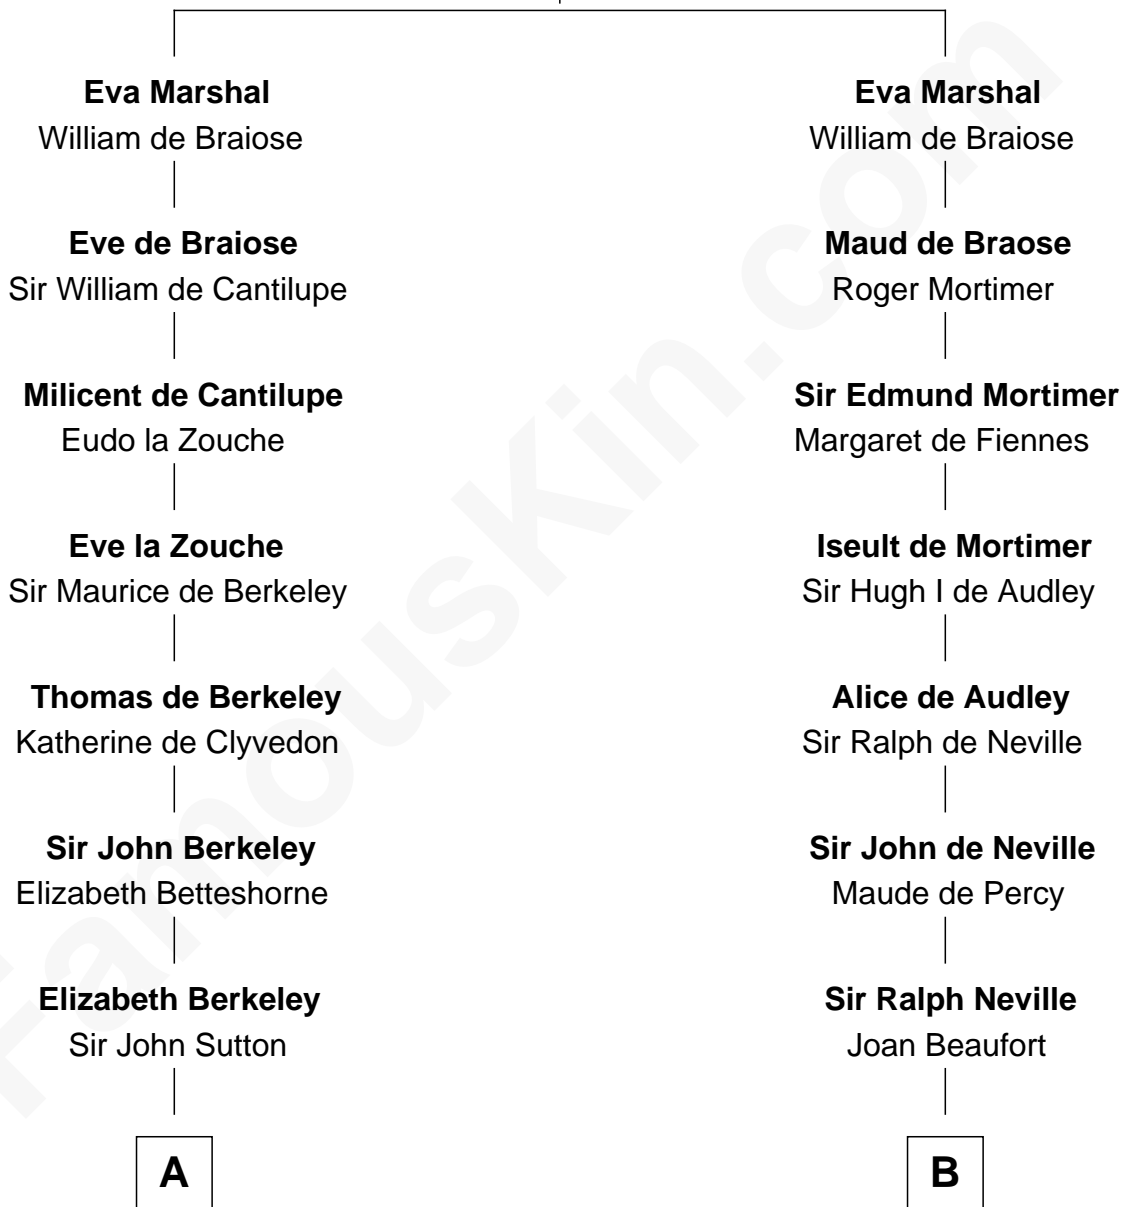 Eva Marshal
William de Braiose
Eve de Braiose
Sir William de Cantilupe
Milicent de Cantilupe
Eudo la Zouche
Eve la Zouche
Sir Maurice de Berkeley
Thomas de Berkeley
Katherine de Clyvedon
Sir John Berkeley
Elizabeth Betteshorne
Elizabeth Berkeley
Sir John Sutton
A
Eva Marshal
William de Braiose
Maud de Braose
Roger Mortimer
Sir Edmund Mortimer
Margaret de Fiennes
Iseult de Mortimer
Sir Hugh I de Audley
Alice de Audley
Sir Ralph de Neville
Sir John de Neville
Maude de Percy
Sir Ralph Neville
Joan Beaufort
B
FamousKin.com